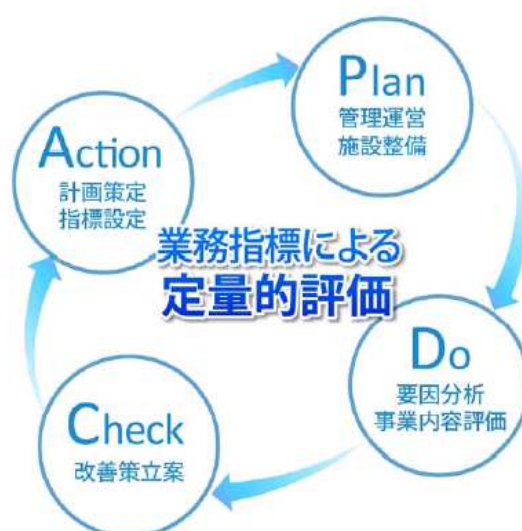 Plan
管理運営
施設整備
Action
計画策定
指標設定
業務指標による
定量的評価
Do
要因分析
事業内容評価
Check
改善策立案